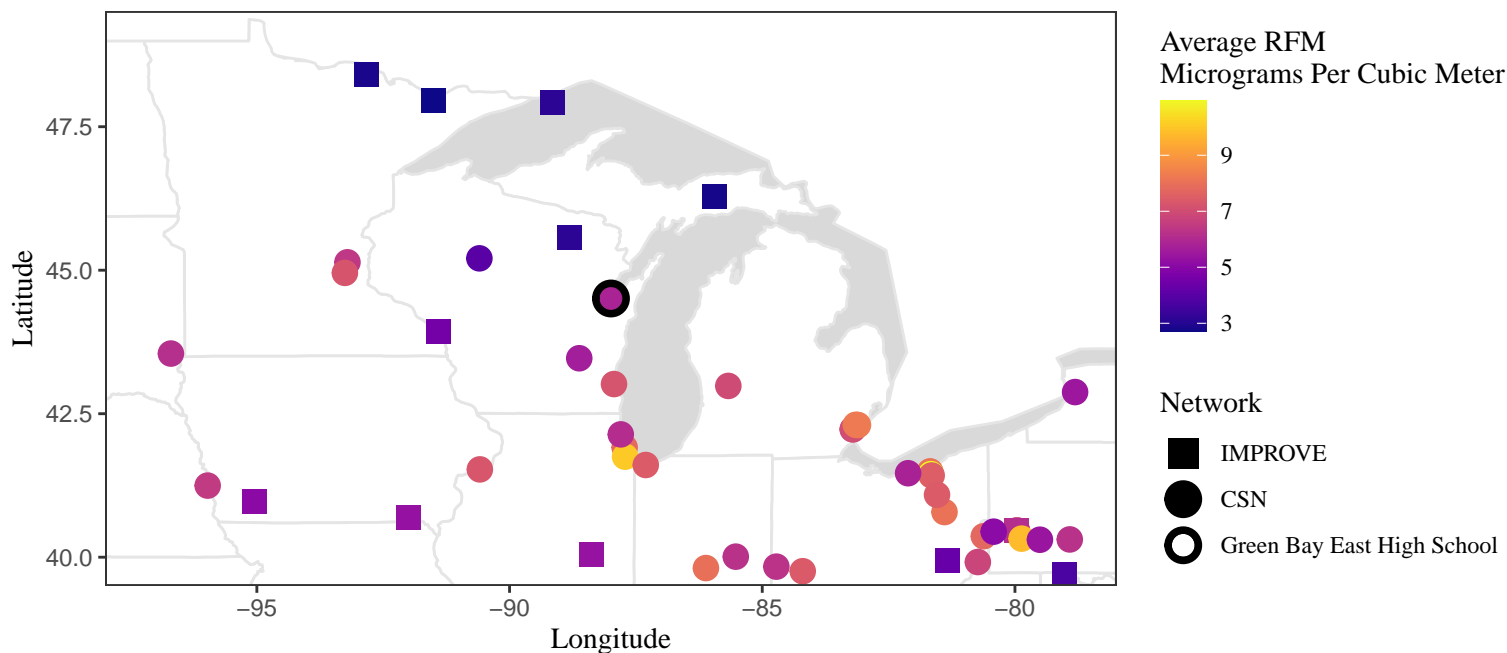 Average RFM
Micrograms Per Cubic Meter
9
7
5
3
Network
IMPROVE
CSN
Green Bay East High School
47.5
45.0
42.5
40.0
Latitude
−95
−90
−85
−80
Longitude